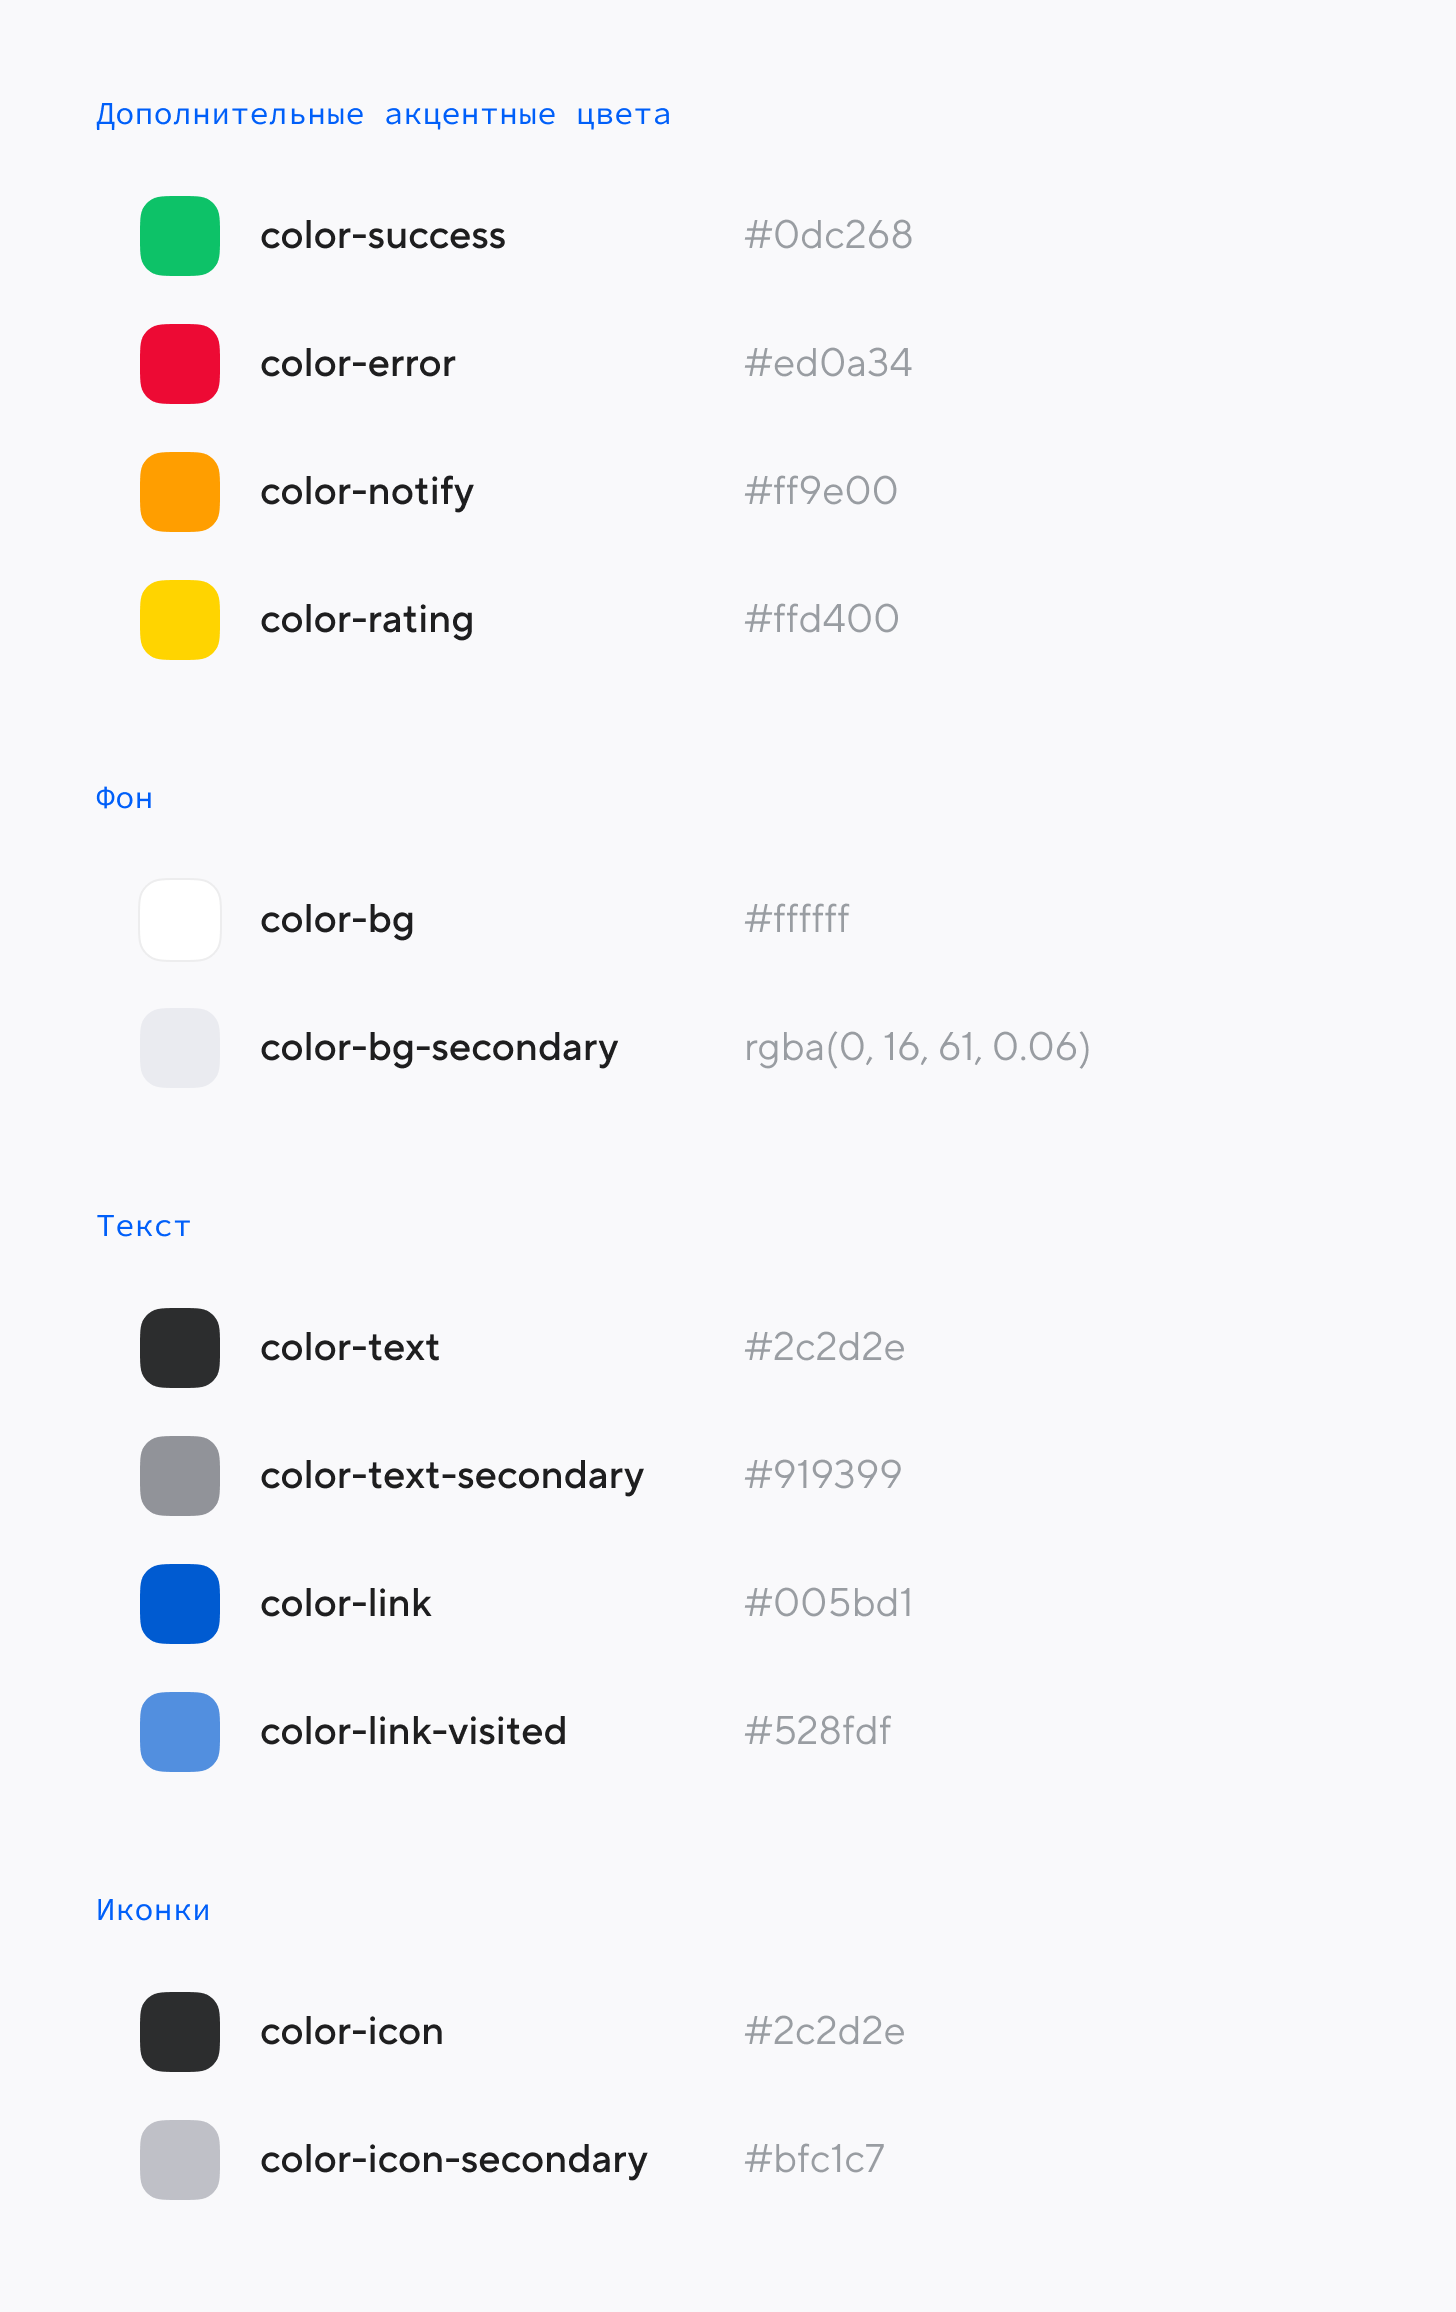 Дополнительные акцентные цвета
color-success #0dc268
color-error #ed0a34
color-notify #ff9e00
color-rating #ffd400
Фон
color-bg #ffffff
color-bg-secondary rgba(0, 16, 61, 0.06)
Текст
color-text #2c2d2e
color-text-secondary #919399
color-link #005bd1
color-link-visited #528fdf
Иконки
color-icon #2c2d2e
color-icon-secondary #bfc1c7